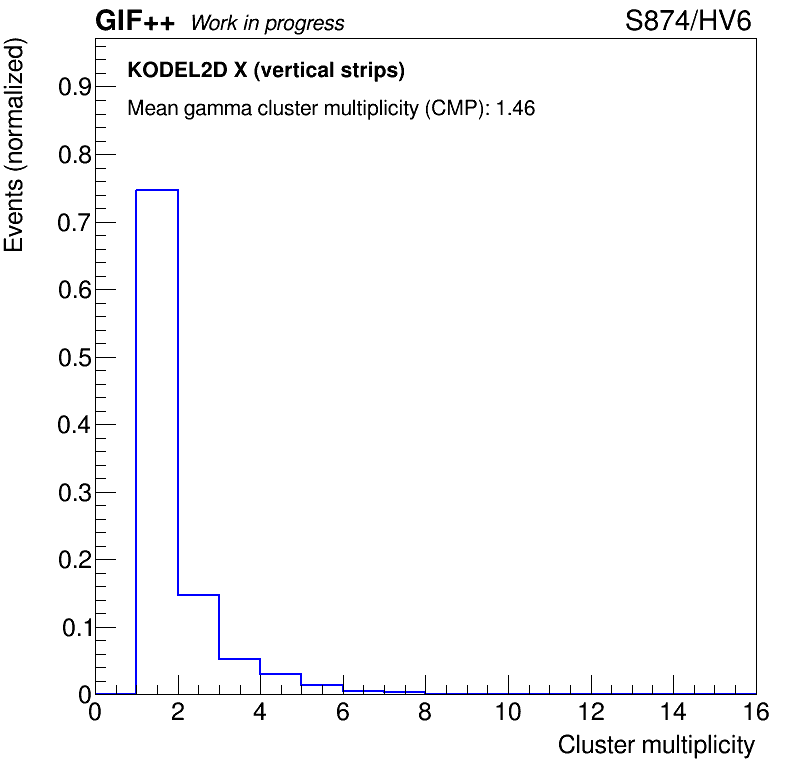 GIF++ Work in progress S874/HV6
KODEL2D X (vertical strips)
Mean gamma cluster multiplicity (CMP): 1.46
Events (normalized)
0.9
0.8
0.7
0.6
0.5
0.4
0.3
0.2
0.1
0
0 2 4 6 8 10 12 14 16
Cluster multiplicity